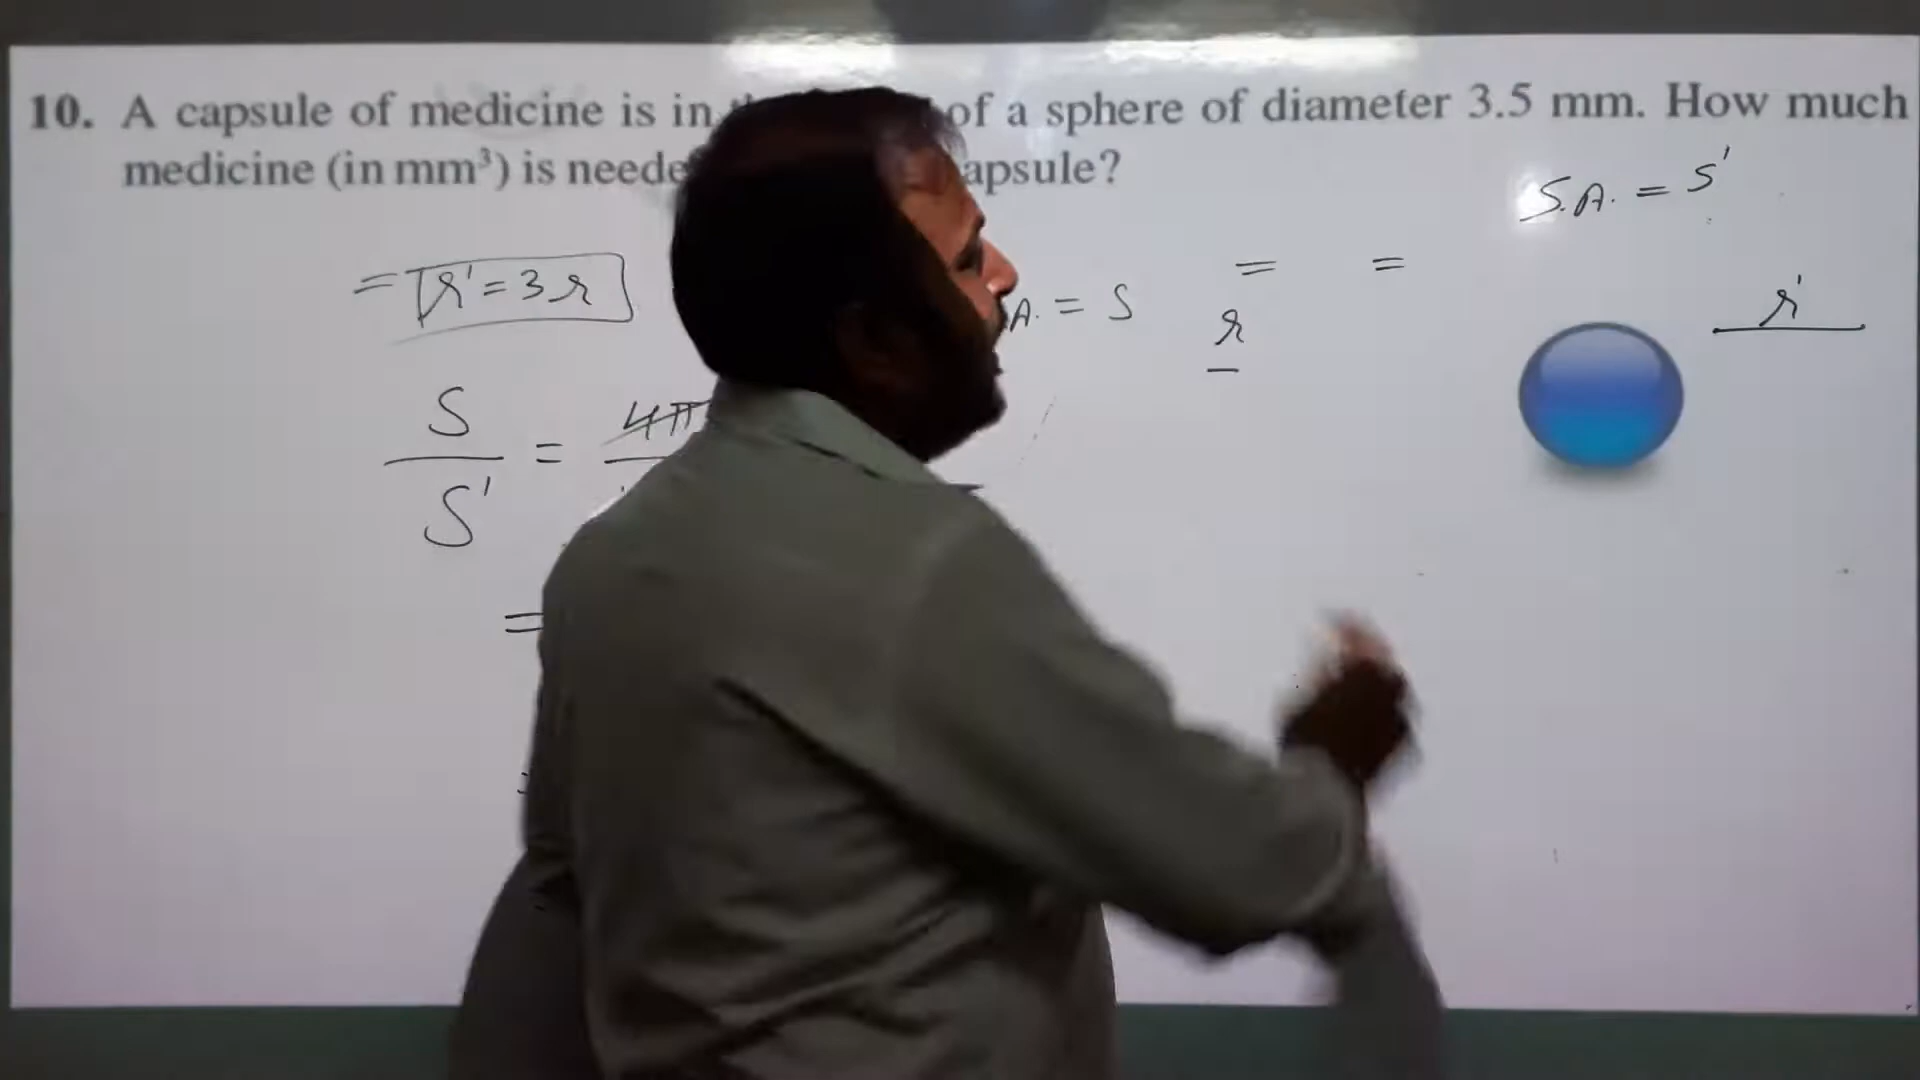 10. A capsule of medicine is in of a sphere of diameter 3.5 mm. How much
medicine (in mm³) is neede apsule?
S.A. = S'
= r' = 3r
A. = S
r
= =
r'
S
S'
=
4π
=